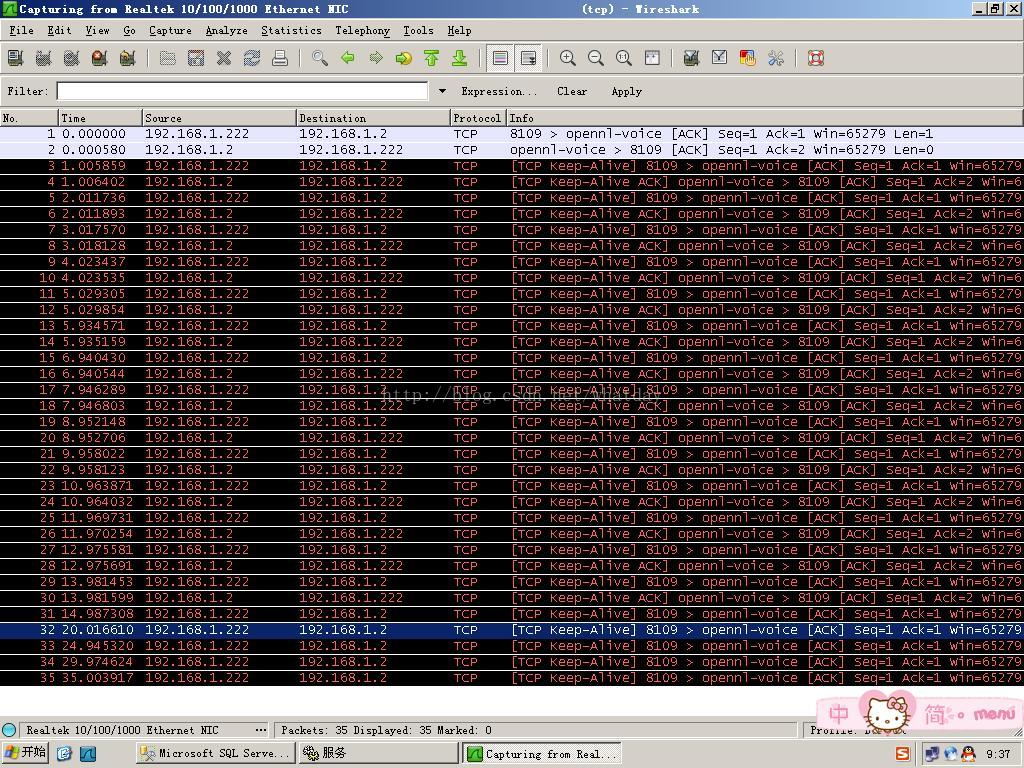 Capturing from Realtek 10/100/1000 Ethernet NIC (tcp) - Wireshark
File Edit View Go Capture Analyze Statistics Telephony Tools Help
Filter: Expression... Clear Apply
No. Time Source Destination Protocol Info
1 0.000000 192.168.1.222 192.168.1.2 TCP 8109 > opennl-voice [ACK] Seq=1 Ack=1 Win=65279 Len=1
2 0.000580 192.168.1.2 192.168.1.222 TCP opennl-voice > 8109 [ACK] Seq=1 Ack=2 Win=65279 Len=0
3 1.005859 192.168.1.222 192.168.1.2 TCP [TCP Keep-Alive] 8109 > opennl-voice [ACK] Seq=1 Ack=1 Win=65279
4 1.006402 192.168.1.2 192.168.1.222 TCP [TCP Keep-Alive ACK] opennl-voice > 8109 [ACK] Seq=1 Ack=2 Win=6
5 2.011736 192.168.1.222 192.168.1.2 TCP [TCP Keep-Alive] 8109 > opennl-voice [ACK] Seq=1 Ack=1 Win=65279
6 2.011893 192.168.1.2 192.168.1.222 TCP [TCP Keep-Alive ACK] opennl-voice > 8109 [ACK] Seq=1 Ack=2 Win=6
7 3.017570 192.168.1.222 192.168.1.2 TCP [TCP Keep-Alive] 8109 > opennl-voice [ACK] Seq=1 Ack=1 Win=65279
8 3.018128 192.168.1.2 192.168.1.222 TCP [TCP Keep-Alive ACK] opennl-voice > 8109 [ACK] Seq=1 Ack=2 Win=6
9 4.023437 192.168.1.222 192.168.1.2 TCP [TCP Keep-Alive] 8109 > opennl-voice [ACK] Seq=1 Ack=1 Win=65279
10 4.023535 192.168.1.2 192.168.1.222 TCP [TCP Keep-Alive ACK] opennl-voice > 8109 [ACK] Seq=1 Ack=2 Win=6
11 5.029305 192.168.1.222 192.168.1.2 TCP [TCP Keep-Alive] 8109 > opennl-voice [ACK] Seq=1 Ack=1 Win=65279
12 5.029854 192.168.1.2 192.168.1.222 TCP [TCP Keep-Alive ACK] opennl-voice > 8109 [ACK] Seq=1 Ack=2 Win=6
13 5.934571 192.168.1.222 192.168.1.2 TCP [TCP Keep-Alive] 8109 > opennl-voice [ACK] Seq=1 Ack=1 Win=65279
14 5.935159 192.168.1.2 192.168.1.222 TCP [TCP Keep-Alive ACK] opennl-voice > 8109 [ACK] Seq=1 Ack=2 Win=6
15 6.940430 192.168.1.222 192.168.1.2 TCP [TCP Keep-Alive] 8109 > opennl-voice [ACK] Seq=1 Ack=1 Win=65279
16 6.940544 192.168.1.2 192.168.1.222 TCP [TCP Keep-Alive ACK] opennl-voice > 8109 [ACK] Seq=1 Ack=2 Win=6
17 7.946289 192.168.1.222 192.168.1.2 TCP [TCP Keep-Alive] 8109 > opennl-voice [ACK] Seq=1 Ack=1 Win=65279
http://blog.csdn.net/whatday
18 7.946803 192.168.1.2 192.168.1.222 TCP [TCP Keep-Alive ACK] opennl-voice > 8109 [ACK] Seq=1 Ack=2 Win=6
19 8.952148 192.168.1.222 192.168.1.2 TCP [TCP Keep-Alive] 8109 > opennl-voice [ACK] Seq=1 Ack=1 Win=65279
20 8.952706 192.168.1.2 192.168.1.222 TCP [TCP Keep-Alive ACK] opennl-voice > 8109 [ACK] Seq=1 Ack=2 Win=6
21 9.958022 192.168.1.222 192.168.1.2 TCP [TCP Keep-Alive] 8109 > opennl-voice [ACK] Seq=1 Ack=1 Win=65279
22 9.958123 192.168.1.2 192.168.1.222 TCP [TCP Keep-Alive ACK] opennl-voice > 8109 [ACK] Seq=1 Ack=2 Win=6
23 10.963871 192.168.1.222 192.168.1.2 TCP [TCP Keep-Alive] 8109 > opennl-voice [ACK] Seq=1 Ack=1 Win=65279
24 10.964032 192.168.1.2 192.168.1.222 TCP [TCP Keep-Alive ACK] opennl-voice > 8109 [ACK] Seq=1 Ack=2 Win=6
25 11.969731 192.168.1.222 192.168.1.2 TCP [TCP Keep-Alive] 8109 > opennl-voice [ACK] Seq=1 Ack=1 Win=65279
26 11.970254 192.168.1.2 192.168.1.222 TCP [TCP Keep-Alive ACK] opennl-voice > 8109 [ACK] Seq=1 Ack=2 Win=6
27 12.975581 192.168.1.222 192.168.1.2 TCP [TCP Keep-Alive] 8109 > opennl-voice [ACK] Seq=1 Ack=1 Win=65279
28 12.975691 192.168.1.2 192.168.1.222 TCP [TCP Keep-Alive ACK] opennl-voice > 8109 [ACK] Seq=1 Ack=2 Win=6
29 13.981453 192.168.1.222 192.168.1.2 TCP [TCP Keep-Alive] 8109 > opennl-voice [ACK] Seq=1 Ack=1 Win=65279
30 13.981599 192.168.1.2 192.168.1.222 TCP [TCP Keep-Alive ACK] opennl-voice > 8109 [ACK] Seq=1 Ack=2 Win=6
31 14.987308 192.168.1.222 192.168.1.2 TCP [TCP Keep-Alive] 8109 > opennl-voice [ACK] Seq=1 Ack=1 Win=65279
32 20.016610 192.168.1.222 192.168.1.2 TCP [TCP Keep-Alive] 8109 > opennl-voice [ACK] Seq=1 Ack=1 Win=65279
33 24.945320 192.168.1.222 192.168.1.2 TCP [TCP Keep-Alive] 8109 > opennl-voice [ACK] Seq=1 Ack=1 Win=65279
34 29.974624 192.168.1.222 192.168.1.2 TCP [TCP Keep-Alive] 8109 > opennl-voice [ACK] Seq=1 Ack=1 Win=65279
35 35.003917 192.168.1.222 192.168.1.2 TCP [TCP Keep-Alive] 8109 > opennl-voice [ACK] Seq=1 Ack=1 Win=65279
中 简 menu
Realtek 10/100/1000 Ethernet NIC ... Packets: 35 Displayed: 35 Marked: 0 Profile:
开始 Microsoft SQL Serve... 服务 Capturing from Real... S 9:37